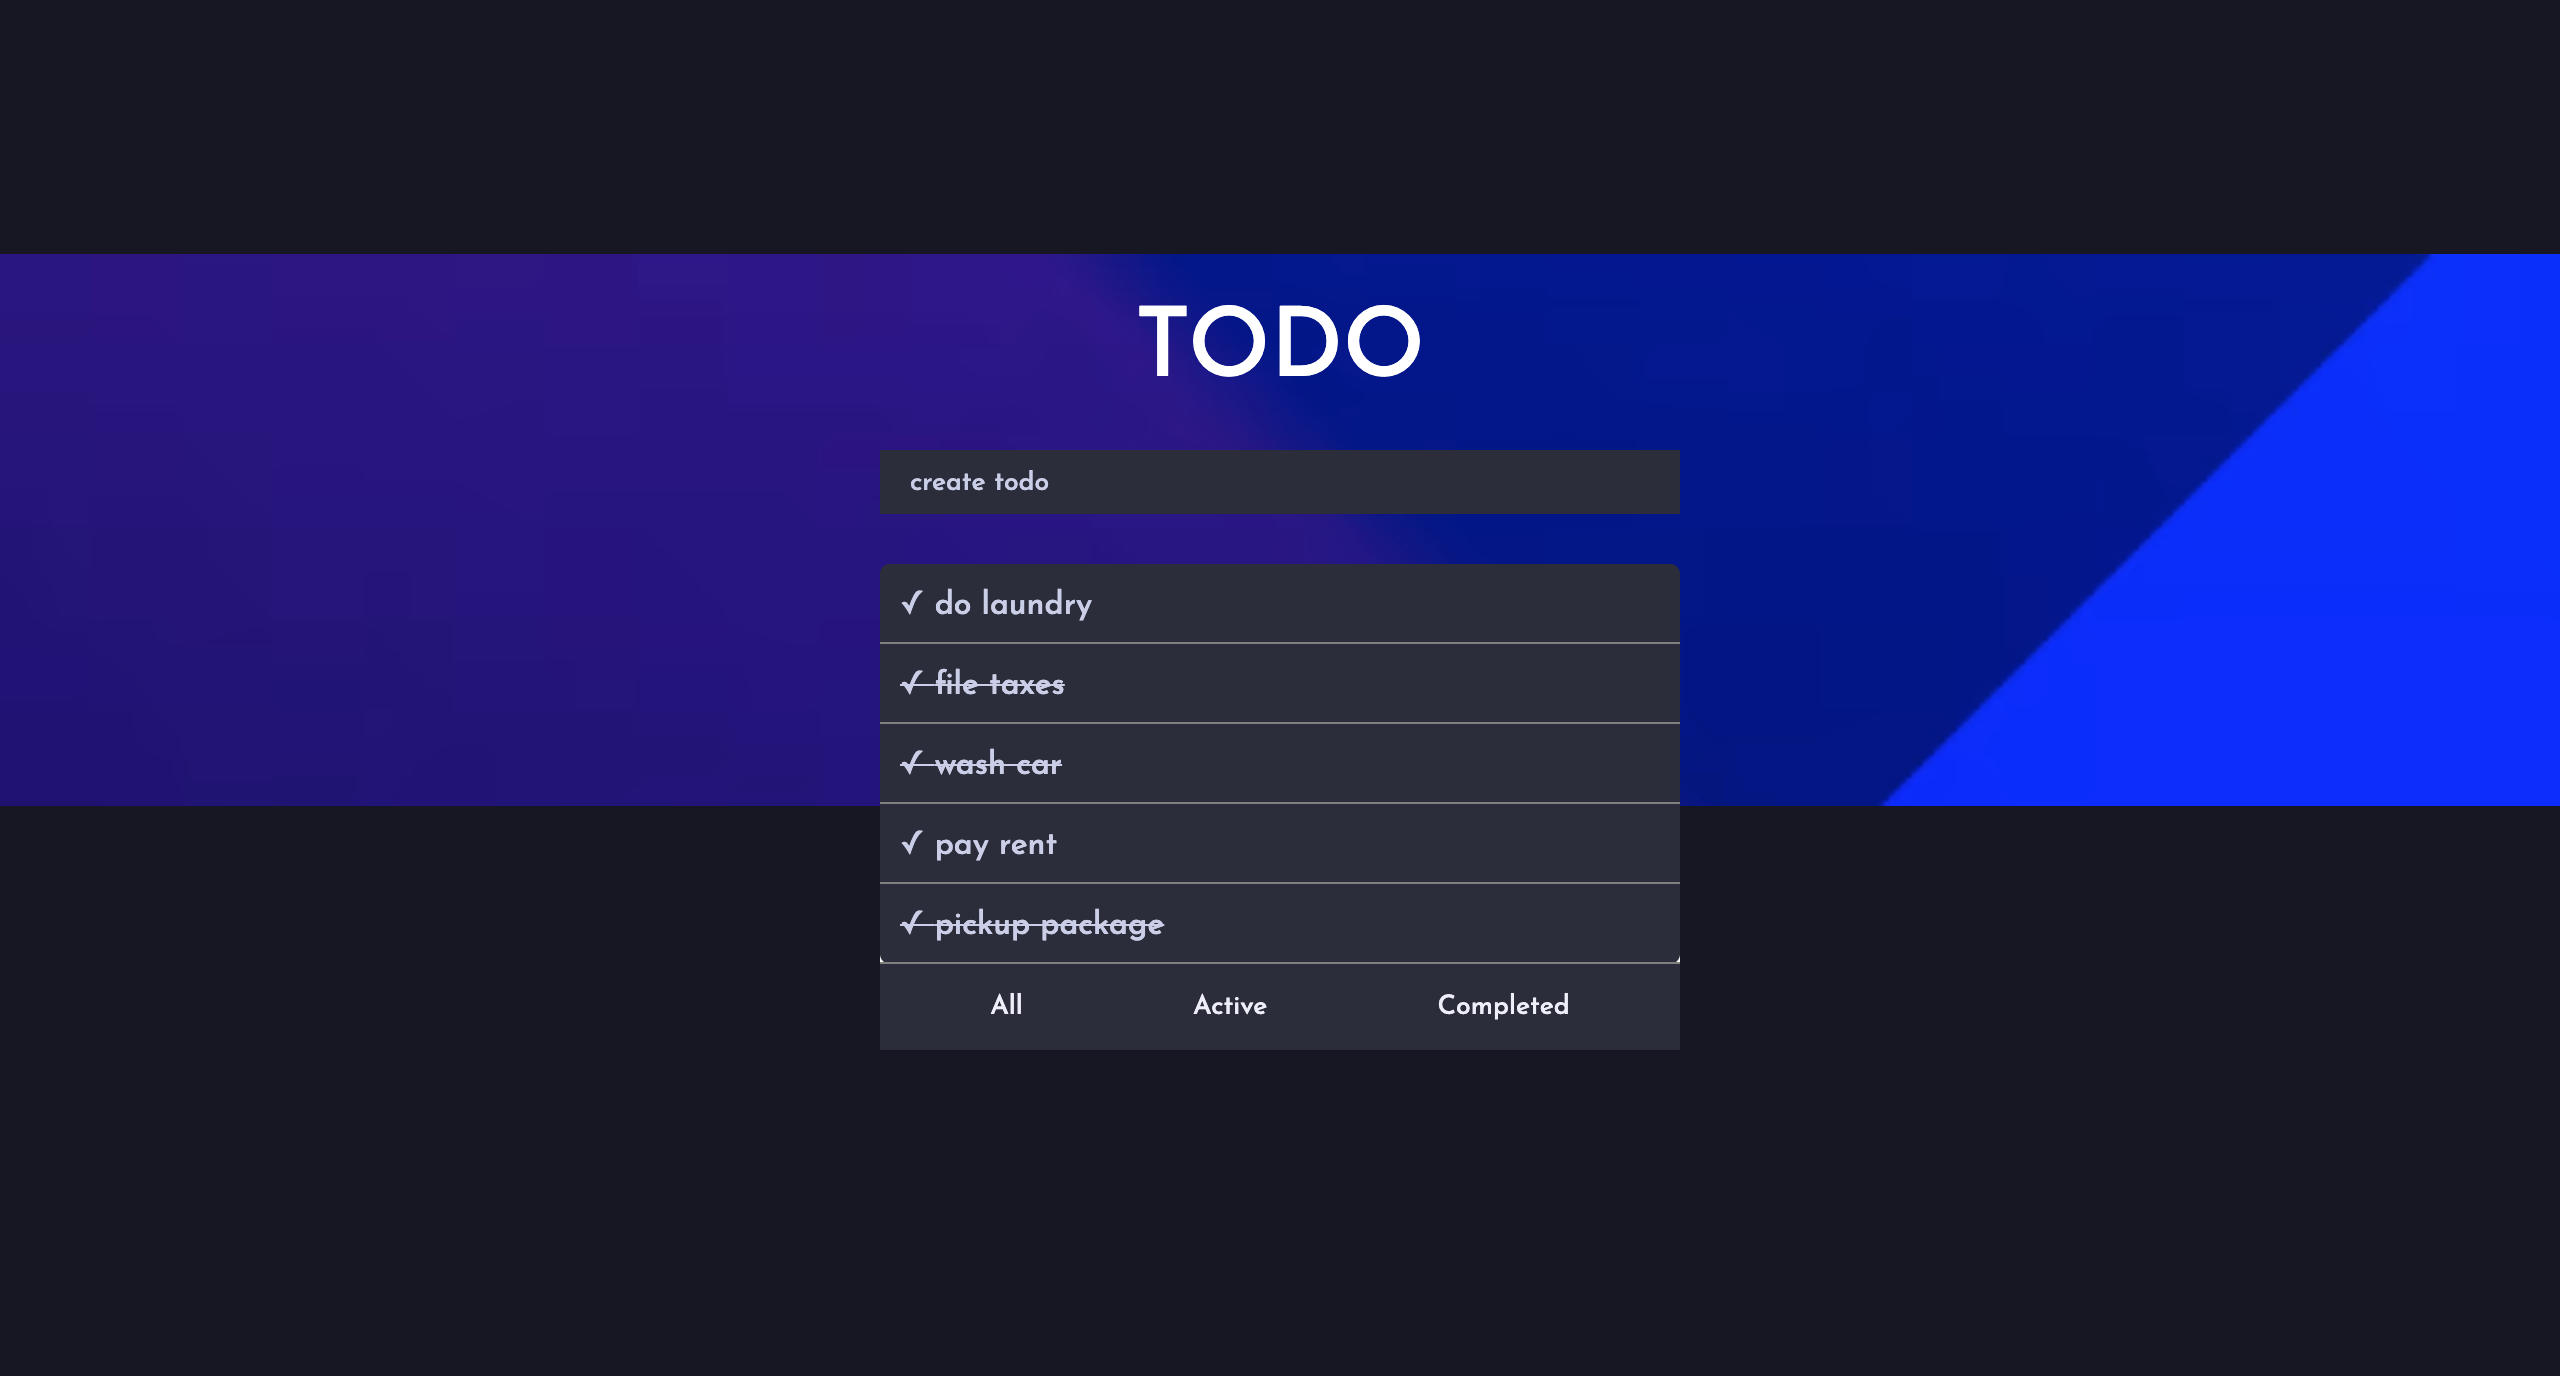 TODO
create todo
✓ do laundry
✓ file taxes
✓ wash car
✓ pay rent
✓ pickup package
All Active Completed